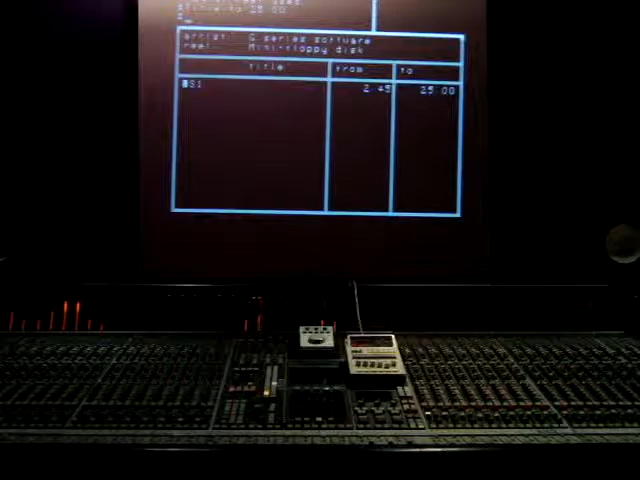 artist: G series software
reel: Mini-floppy disk
title from to
S1 2.45 25.00